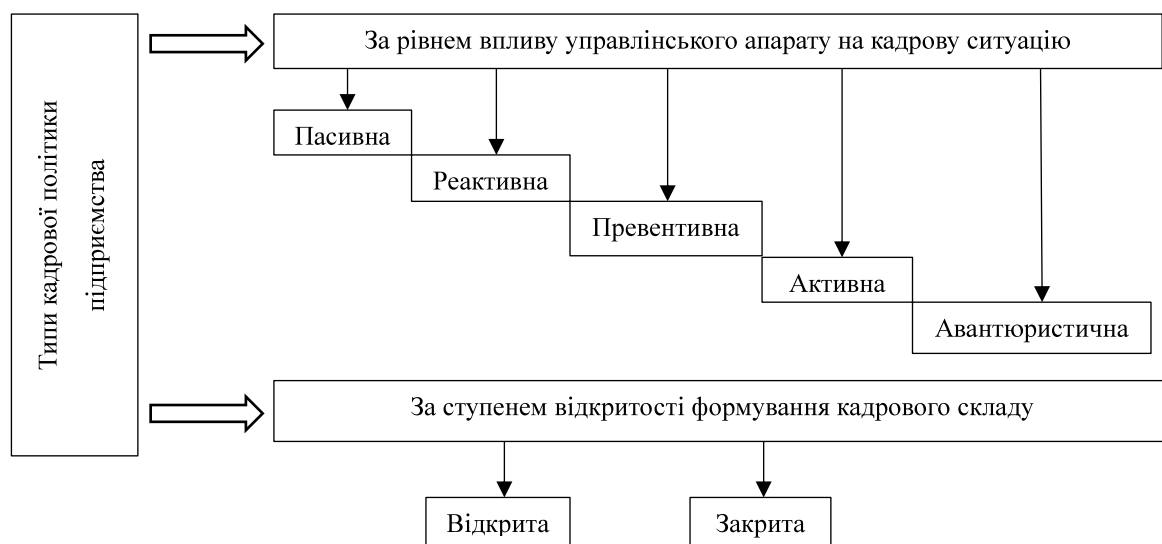 Типи кадрової політики
підприємства
За рівнем впливу управлінського апарату на кадрову ситуацію
Пасивна
Реактивна
Превентивна
Активна
Авантюристична
За ступенем відкритості формування кадрового складу
Відкрита
Закрита